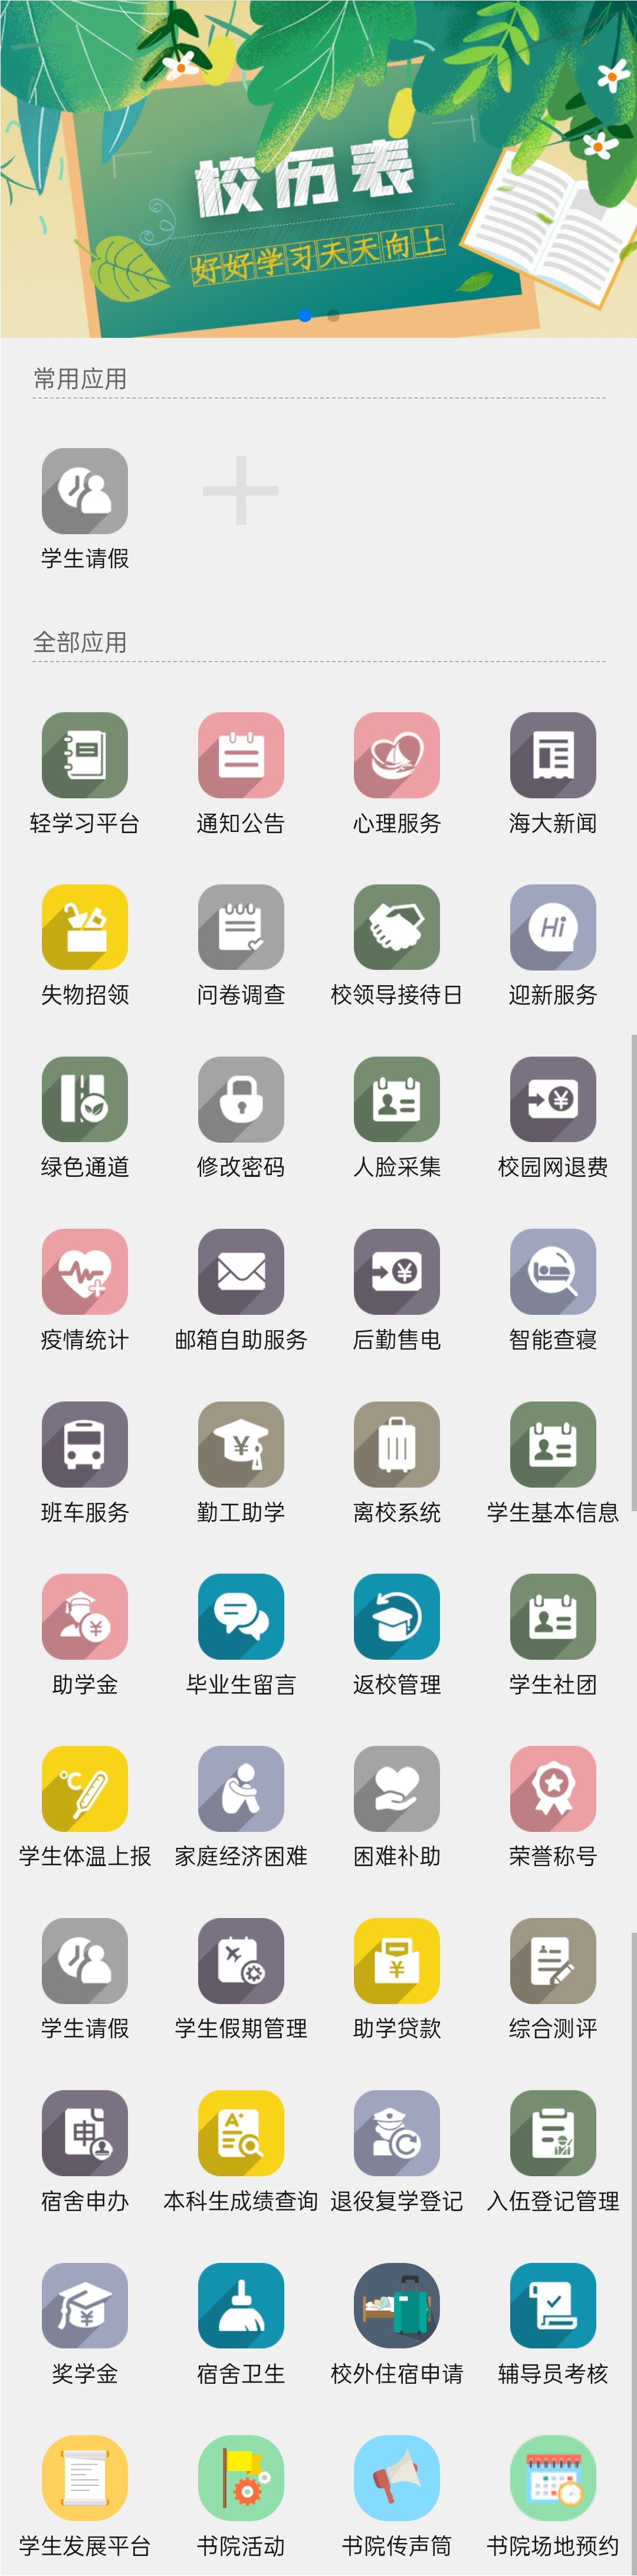 校历表
好好学习天天向上
常用应用
学生请假
全部应用
轻学习平台 通知公告 心理服务 海大新闻
Hi
失物招领 问卷调查 校领导接待日 迎新服务
¥
绿色通道 修改密码 人脸采集 校园网退费
¥
疫情统计 邮箱自助服务 后勤售电 智能查寝
¥
班车服务 勤工助学 离校系统 学生基本信息
¥
助学金 毕业生留言 返校管理 学生社团
℃
学生体温上报 家庭经济困难 困难补助 荣誉称号
¥
学生请假 学生假期管理 助学贷款 综合测评
申 A+
宿舍申办 本科生成绩查询 退役复学登记 入伍登记管理
¥
奖学金 宿舍卫生 校外住宿申请 辅导员考核
学生发展平台 书院活动 书院传声筒 书院场地预约